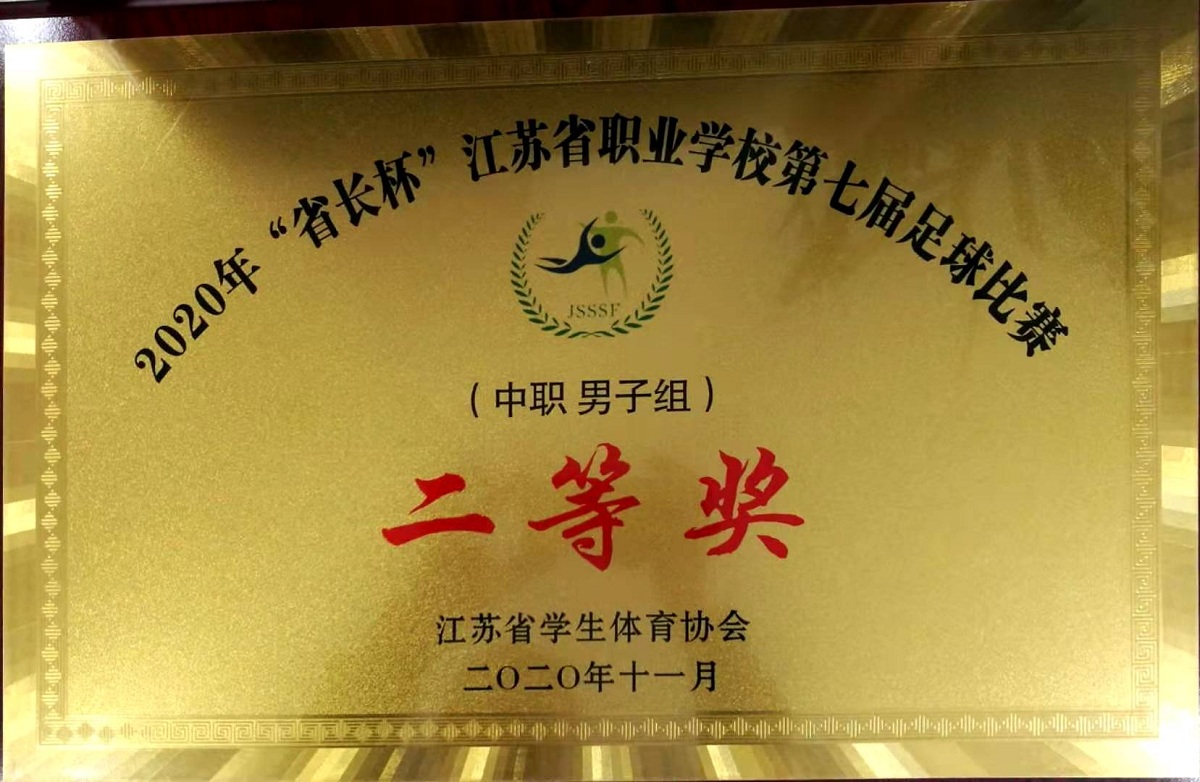 2020年“省长杯”江苏省职业学校第七届足球比赛
JSSSF
（中职 男子组）
二等奖
江苏省学生体育协会
二〇二〇年十一月